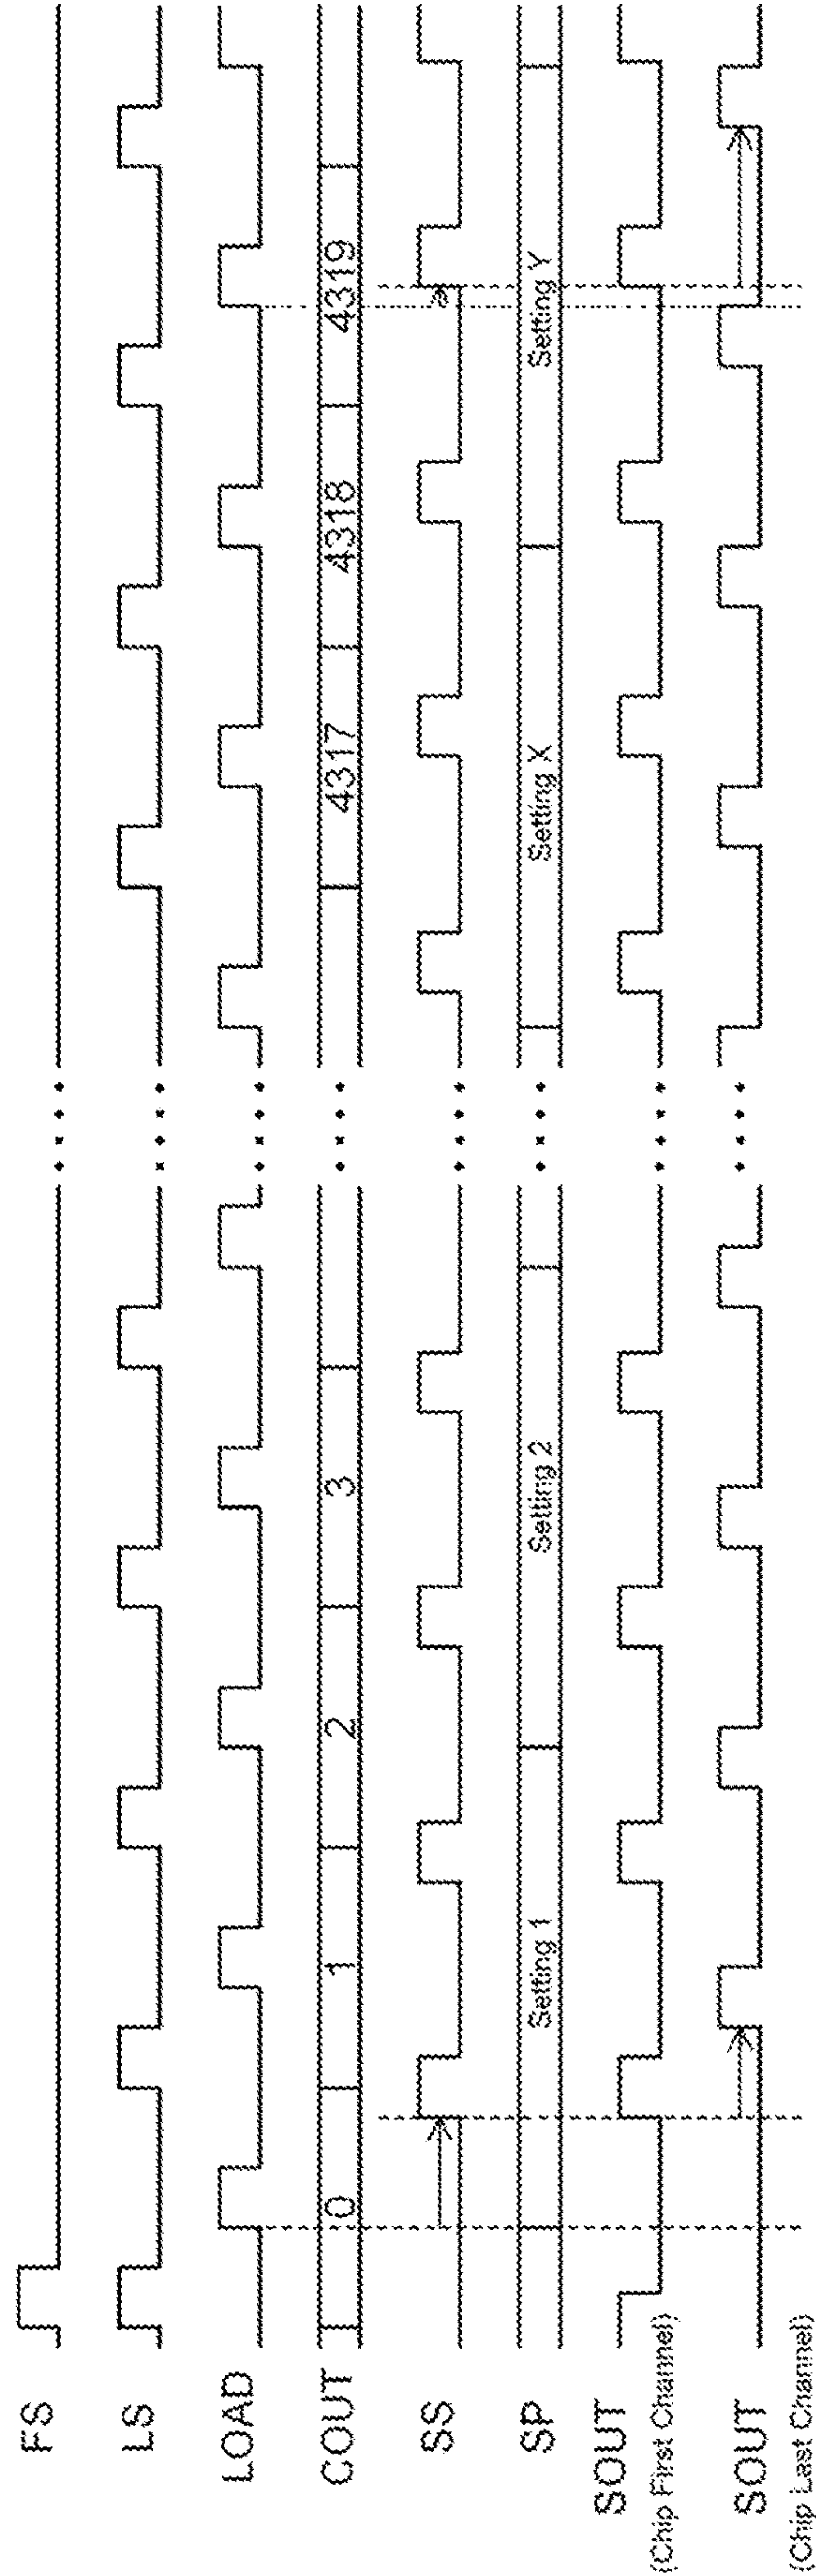 FS
LS
LOAD
COUT
0 1 2 3 4317 4318 4319
SS
SP
Setting 1 Setting 2 Setting X Setting Y
SOUT
(Chip First Channel)
SOUT
(Chip Last Channel)